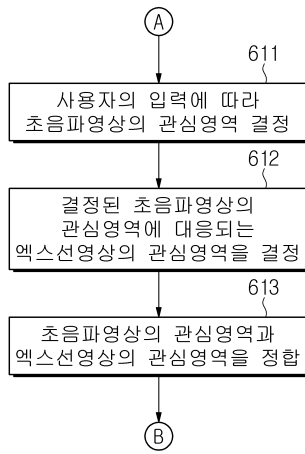 A
611
사용자의 입력에 따라
초음파영상의 관심영역 결정
612
결정된 초음파영상의
관심영역에 대응되는
엑스선영상의 관심영역을 결정
613
초음파영상의 관심영역과
엑스선영상의 관심영역을 정합
B